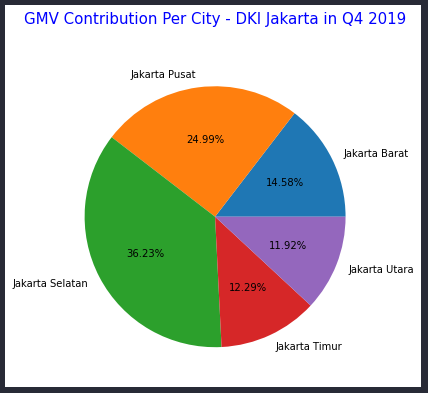 GMV Contribution Per City - DKI Jakarta in Q4 2019
Jakarta Pusat
24.99%
Jakarta Barat
14.58%
36.23%
11.92%
Jakarta Utara
Jakarta Selatan
12.29%
Jakarta Timur